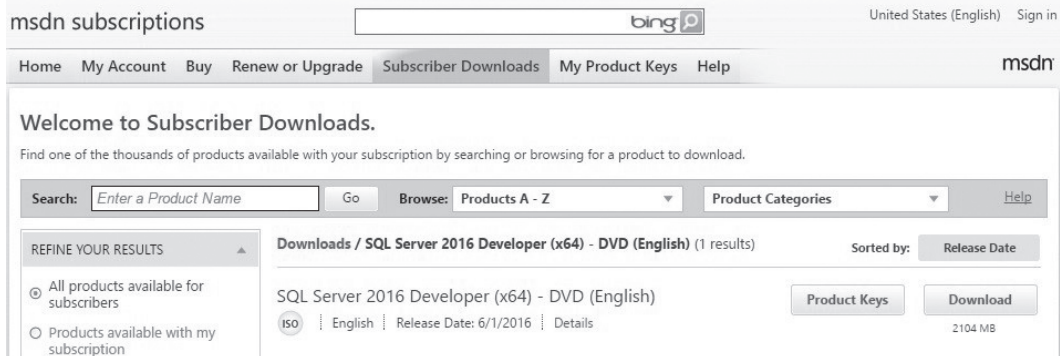 msdn subscriptions
bing
United States (English) Sign in
Home My Account Buy Renew or Upgrade Subscriber Downloads My Product Keys Help
msdn
Welcome to Subscriber Downloads.
Find one of the thousands of products available with your subscription by searching or browsing for a product to download.
Search: Enter a Product Name Go Browse: Products A - Z Product Categories Help
REFINE YOUR RESULTS
All products available for
subscribers
Products available with my
subscription
Downloads / SQL Server 2016 Developer (x64) - DVD (English) (1 results) Sorted by: Release Date
SQL Server 2016 Developer (x64) - DVD (English) Product Keys Download
ISO English Release Date: 6/1/2016 Details 2104 MB